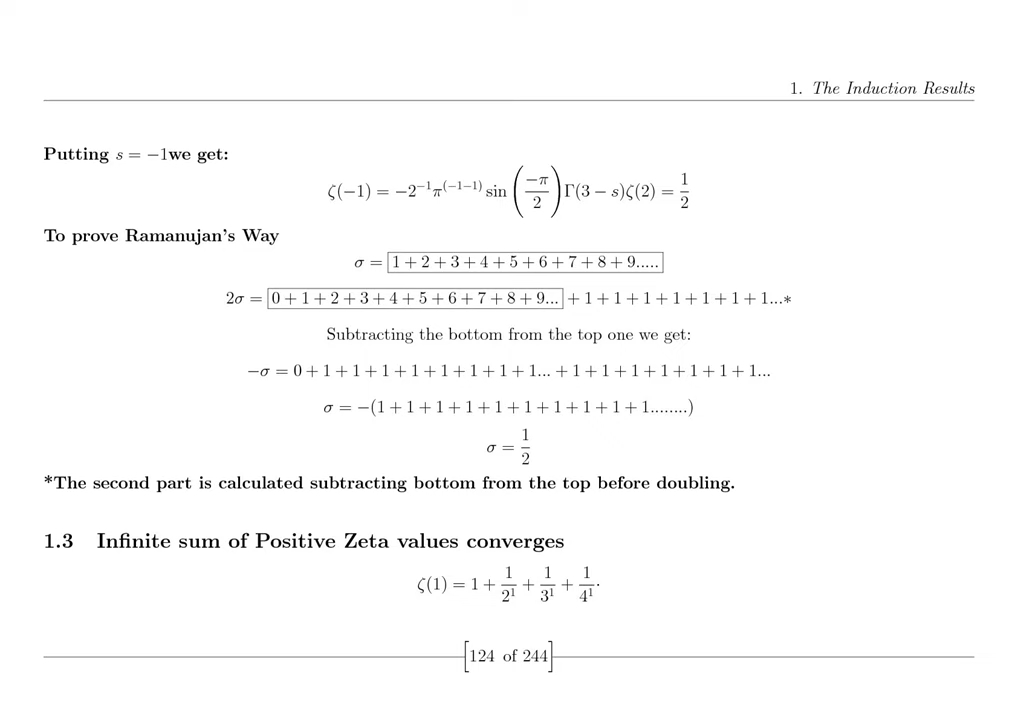 1. The Induction Results
Putting s = −1we get:
ζ(−1) = −2^{−1}π^{(−1−1)} sin(−π/2)Γ(3 − s)ζ(2) = 1/2
To prove Ramanujan's Way
σ = 1 + 2 + 3 + 4 + 5 + 6 + 7 + 8 + 9.....
2σ = 0 + 1 + 2 + 3 + 4 + 5 + 6 + 7 + 8 + 9... + 1 + 1 + 1 + 1 + 1 + 1 + 1...*
Subtracting the bottom from the top one we get:
−σ = 0 + 1 + 1 + 1 + 1 + 1 + 1 + 1 + 1... + 1 + 1 + 1 + 1 + 1 + 1 + 1...
σ = −(1 + 1 + 1 + 1 + 1 + 1 + 1 + 1 + 1 + 1........)
σ = 1/2
*The second part is calculated subtracting bottom from the top before doubling.
1.3 Infinite sum of Positive Zeta values converges
ζ(1) = 1 + 1/2^1 + 1/3^1 + 1/4^1.
[124 of 244]